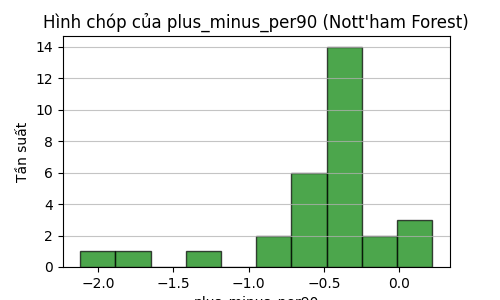 Hình chóp của plus_minus_per90 (Nott'ham Forest)
Tần suất
14
12
10
8
6
4
2
0
−2.0 −1.5 −1.0 −0.5 0.0
plus_minus_per90